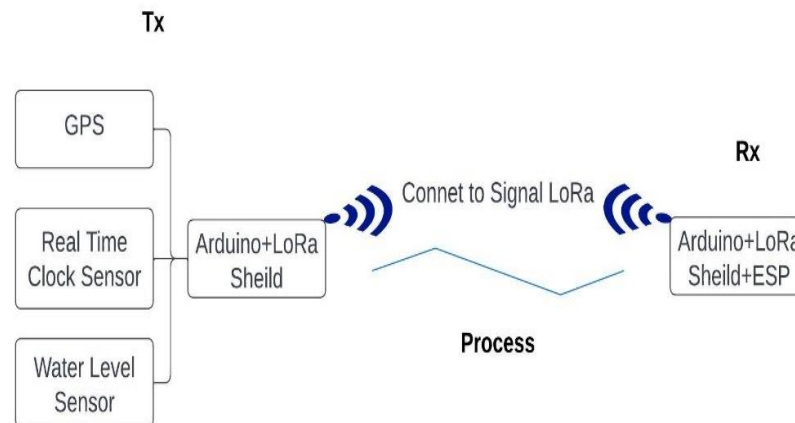 Tx
GPS
Rx
Connet to Signal LoRa
Real Time
Clock Sensor
Arduino+LoRa
Sheild
Arduino+LoRa
Sheild+ESP
Process
Water Level
Sensor